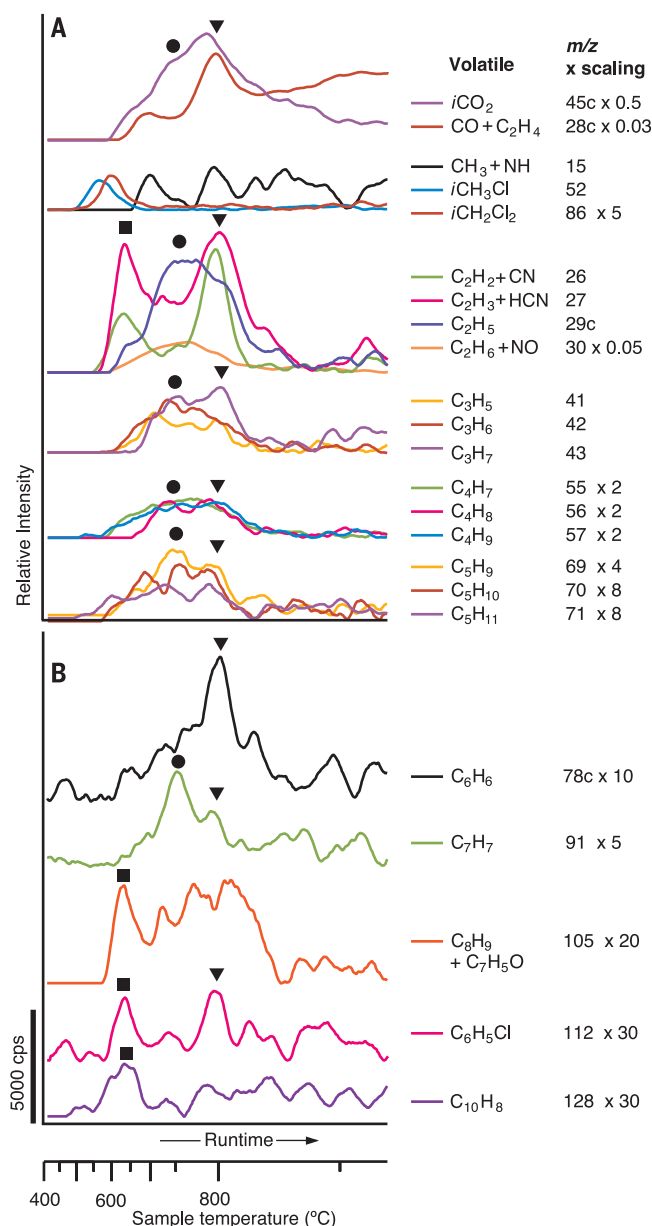 A
Volatile m/z x scaling
iCO₂ 45c x 0.5
CO + C₂H₄ 28c x 0.03
CH₃ + NH 15
iCH₃Cl 52
iCH₂Cl₂ 86 x 5
C₂H₂ + CN 26
C₂H₃ + HCN 27
C₂H₅ 29c
C₂H₆ + NO 30 x 0.05
C₃H₅ 41
C₃H₆ 42
C₃H₇ 43
C₄H₇ 55 x 2
C₄H₈ 56 x 2
C₄H₉ 57 x 2
C₅H₉ 69 x 4
C₅H₁₀ 70 x 8
C₅H₁₁ 71 x 8
Relative Intensity
B
C₆H₆ 78c x 10
C₇H₇ 91 x 5
C₈H₉ 105 x 20
+ C₇H₅O
C₆H₅Cl 112 x 30
C₁₀H₈ 128 x 30
5000 cps
Runtime
400 600 800
Sample temperature (ºC)